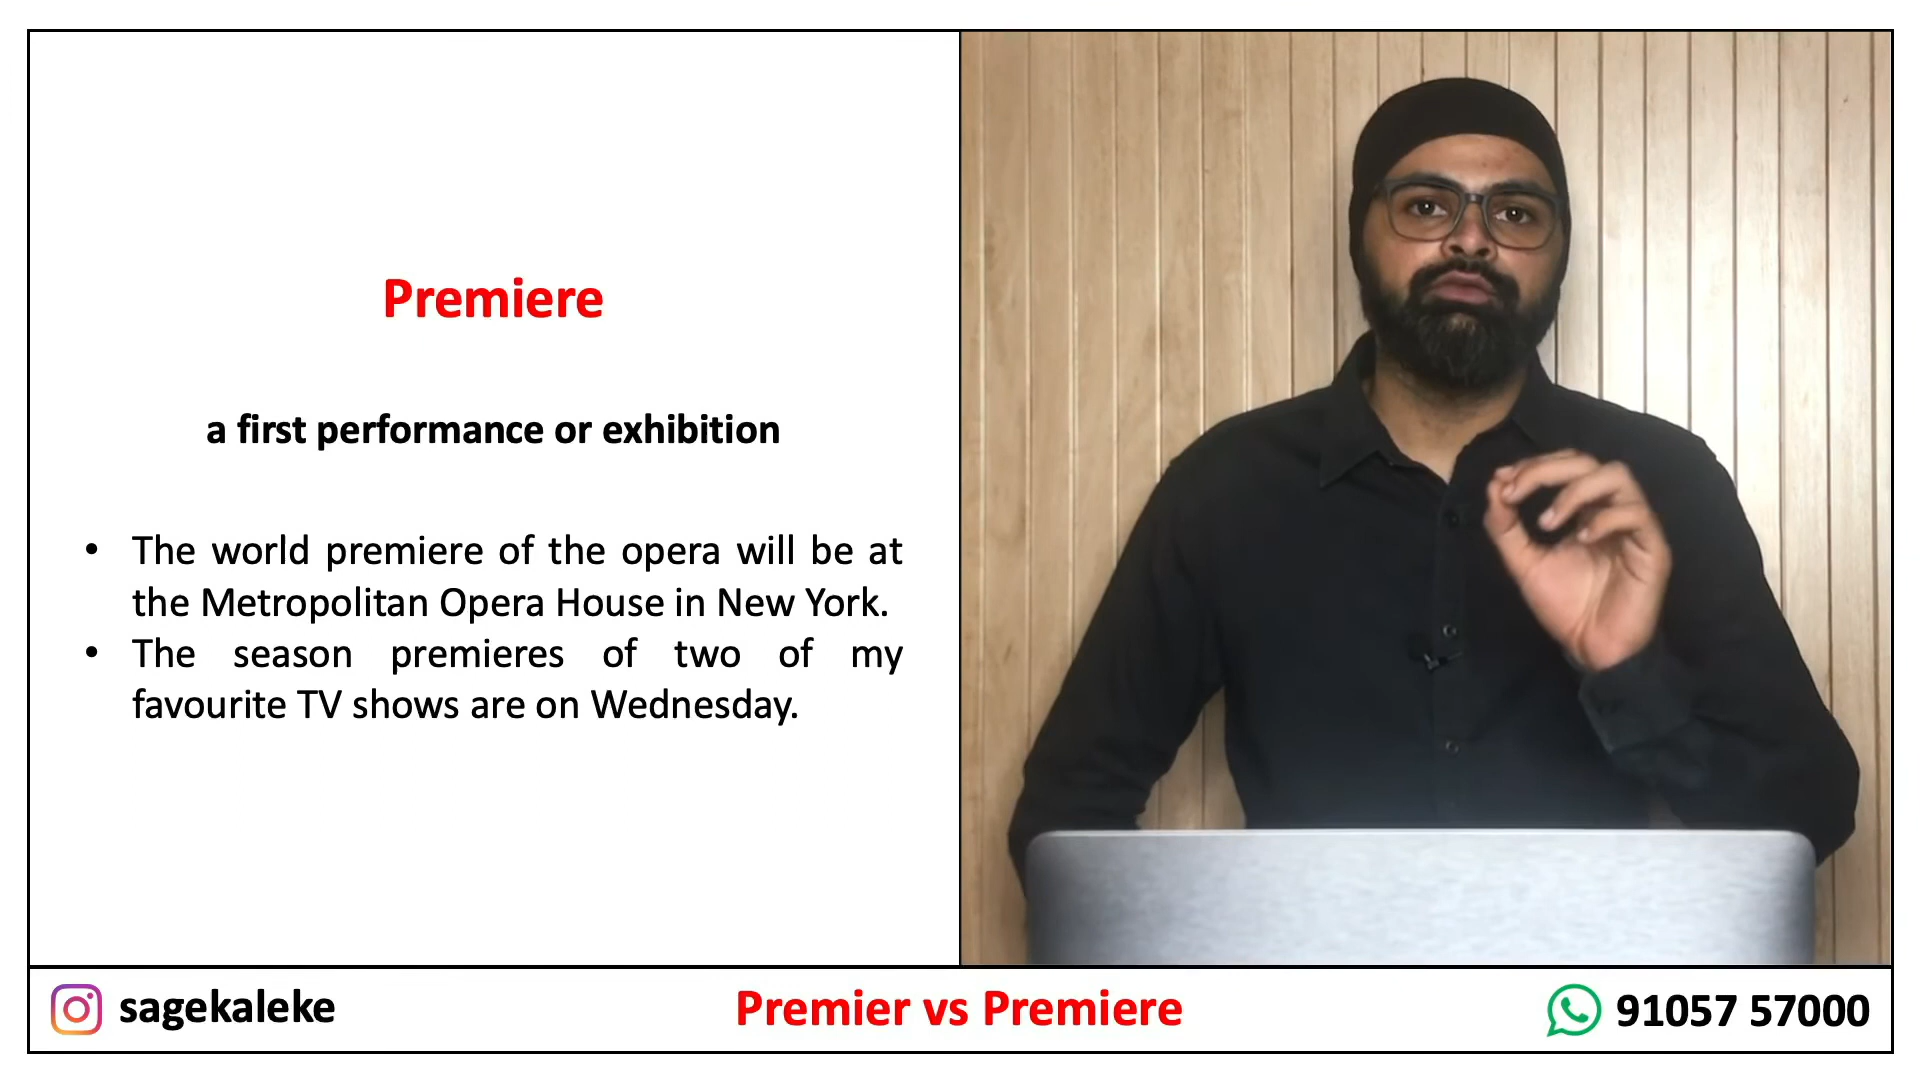 Premiere
a first performance or exhibition
• The world premiere of the opera will be at
the Metropolitan Opera House in New York.
• The season premieres of two of my
favourite TV shows are on Wednesday.
sagekaleke
Premier vs Premiere
91057 57000